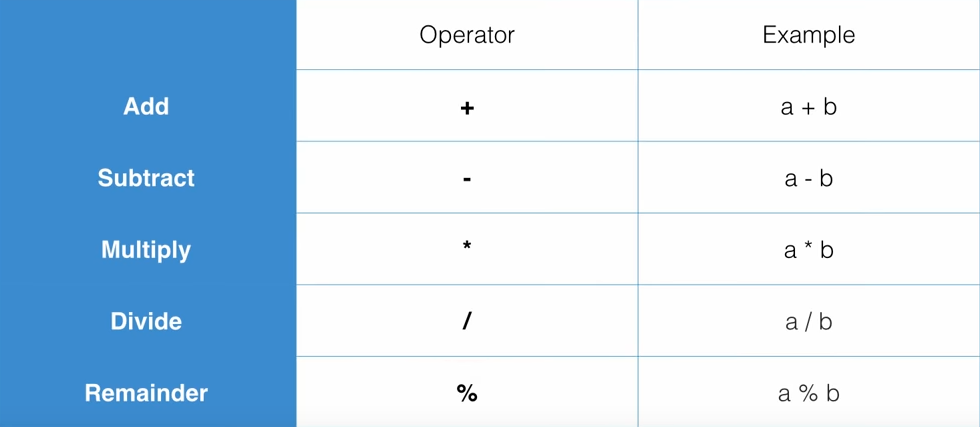 Operator Example
Add + a + b
Subtract - a - b
Multiply * a * b
Divide / a / b
Remainder % a % b